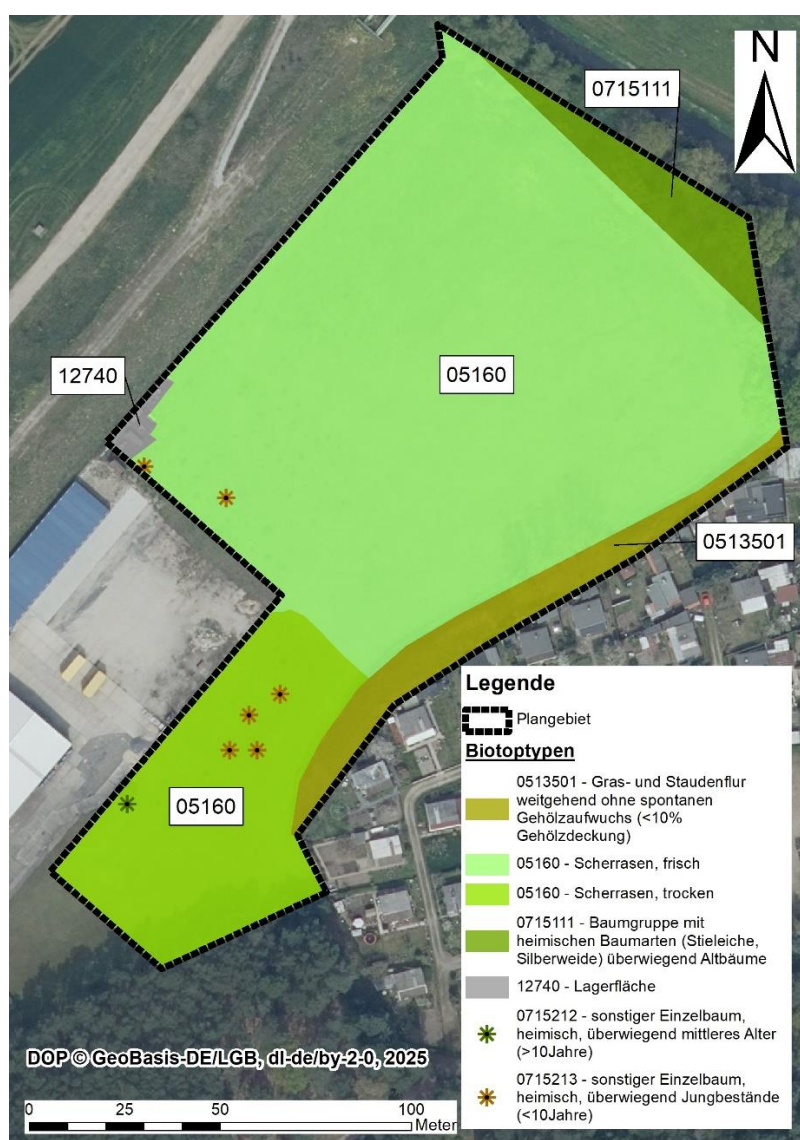 N
0715111
12740
05160
0513501
05160
Legende
Plangebiet
Biotoptypen
0513501 - Gras- und Staudenflur
weitgehend ohne spontanen
Gehölzaufwuchs (<10%
Gehölzdeckung)
05160 - Scherrasen, frisch
05160 - Scherrasen, trocken
0715111 - Baumgruppe mit
heimischen Baumarten (Stieleiche,
Silberweide) überwiegend Altbäume
12740 - Lagerfläche
0715212 - sonstiger Einzelbaum,
heimisch, überwiegend mittleres Alter
(>10Jahre)
0715213 - sonstiger Einzelbaum,
heimisch, überwiegend Jungbestände
(<10Jahre)
DOP © GeoBasis-DE/LGB, dl-de/by-2-0, 2025
0 25 50 100
Meter